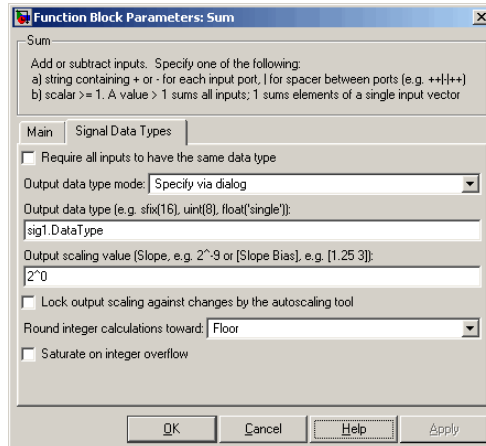 Function Block Parameters: Sum
Sum
Add or subtract inputs. Specify one of the following:
a) string containing + or - for each input port, | for spacer between ports (e.g. ++|-|++)
b) scalar >= 1. A value > 1 sums all inputs; 1 sums elements of a single input vector
Main Signal Data Types
Require all inputs to have the same data type
Output data type mode: Specify via dialog
Output data type (e.g. sfix(16), uint(8), float('single')):
sig1.DataType
Output scaling value (Slope, e.g. 2^-9 or [Slope Bias], e.g. [1.25 3]):
2^0
Lock output scaling against changes by the autoscaling tool
Round integer calculations toward: Floor
Saturate on integer overflow
OK Cancel Help Apply